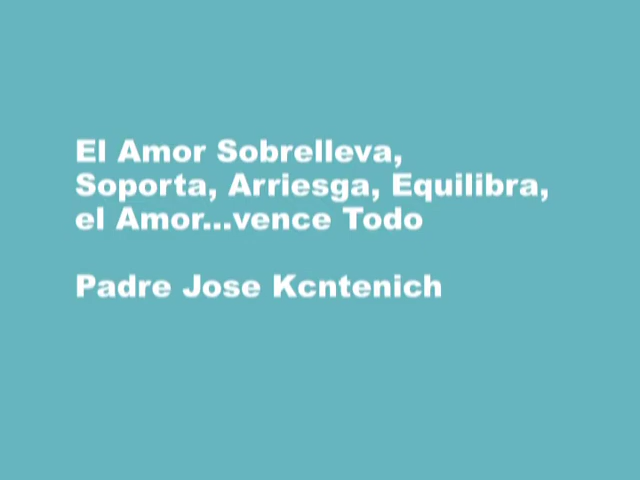 El Amor Sobrelleva,
Soporta, Arriesga, Equilibra,
el Amor...vence Todo
Padre Jose Kcntenich